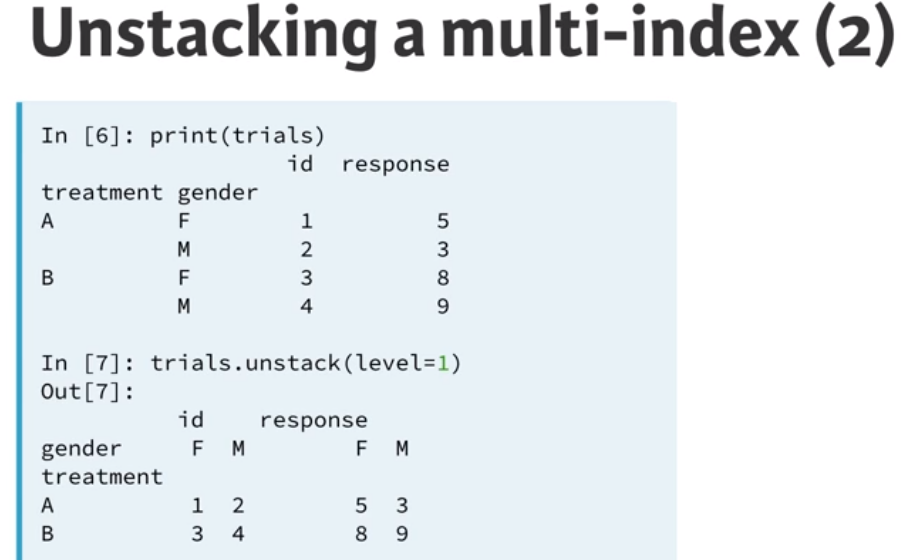 Unstacking a multi-index (2)
In [6]: print(trials)
id response
treatment gender
A F 1 5
M 2 3
B F 3 8
M 4 9
In [7]: trials.unstack(level=1)
Out[7]:
id response
gender F M F M
treatment
A 1 2 5 3
B 3 4 8 9